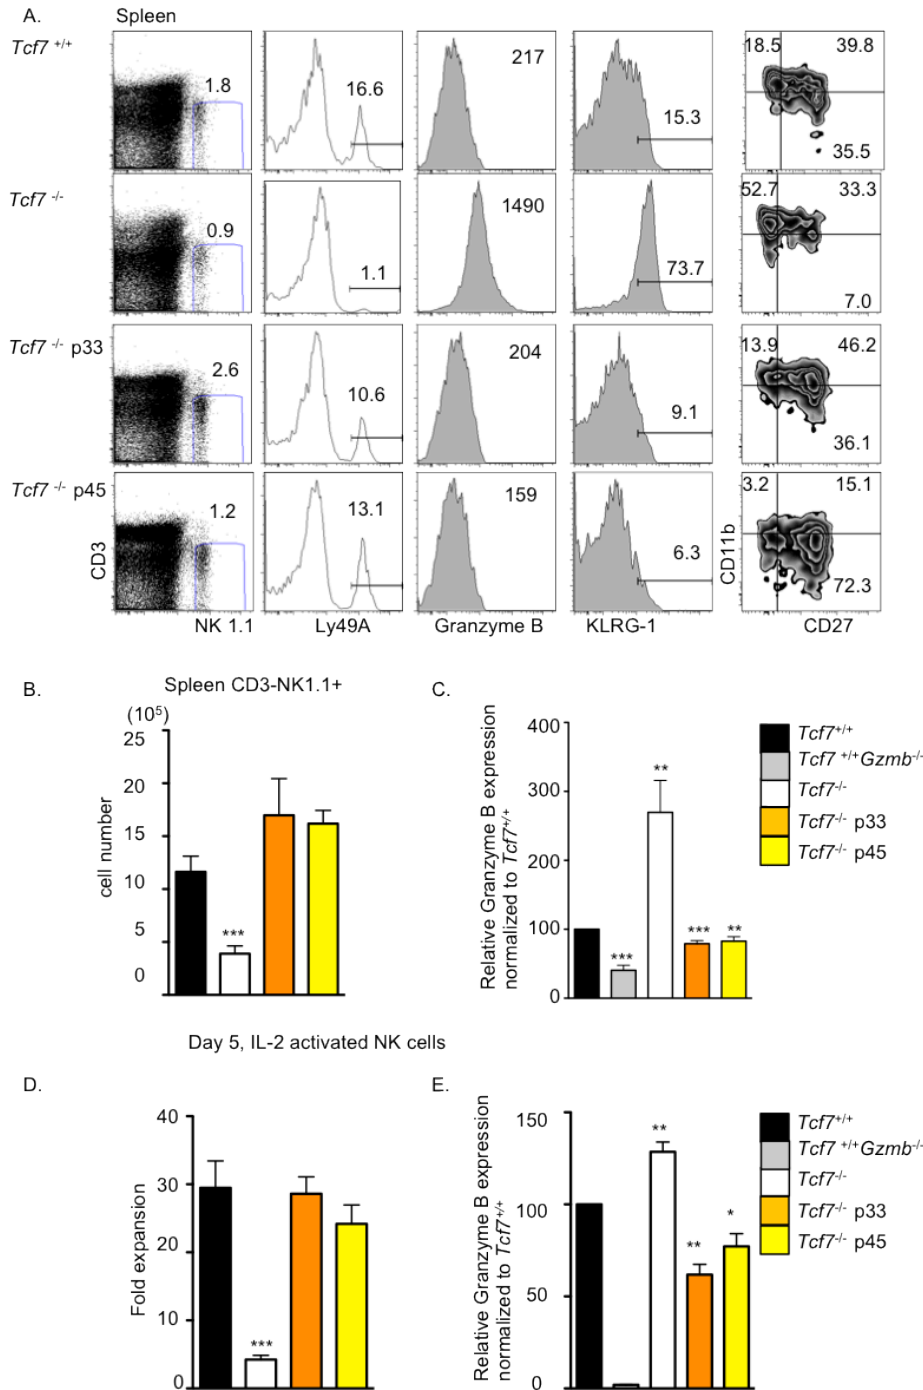 A. Spleen
Tcf7 +/+
1.8 16.6 217 15.3 18.5 39.8 35.5
Tcf7 -/-
0.9 1.1 1490 73.7 52.7 33.3 7.0
Tcf7 -/- p33
2.6 10.6 204 9.1 13.9 46.2 36.1
Tcf7 -/- p45
1.2 13.1 159 6.3 3.2 15.1 72.3
CD3
CD11b
NK 1.1 Ly49A Granzyme B KLRG-1 CD27
B.
Spleen CD3-NK1.1+
(10⁵)
25
20
15
10
5
0
cell number
***
C.
Relative Granzyme B expression
normalized to Tcf7+/+
400
300
200
100
0
***
**
***
**
Tcf7+/+
Tcf7 +/+Gzmb-/-
Tcf7-/-
Tcf7-/- p33
Tcf7-/- p45
Day 5, IL-2 activated NK cells
D.
40
30
20
10
0
Fold expansion
***
E.
Relative Granzyme B expression
normalized to Tcf7+/+
150
100
50
0
**
**
*
Tcf7+/+
Tcf7 +/+Gzmb-/-
Tcf7-/-
Tcf7-/- p33
Tcf7-/- p45